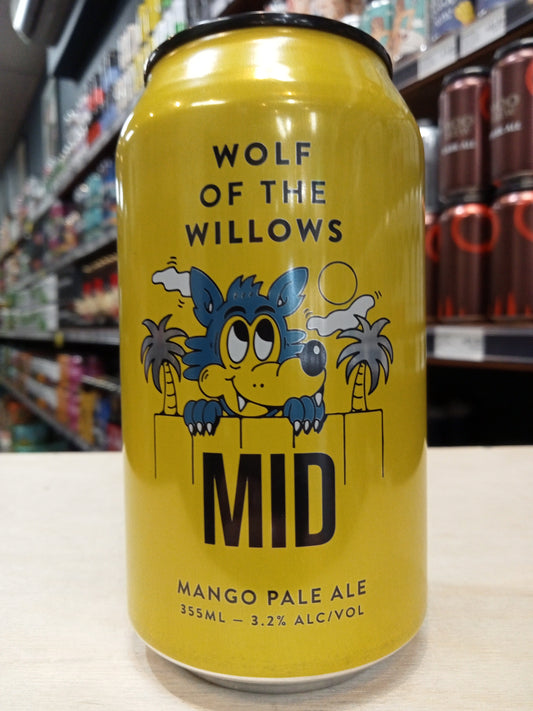 WOLF
OF THE
WILLOWS
MID
MANGO PALE ALE
355ML — 3.2% ALC/VOL